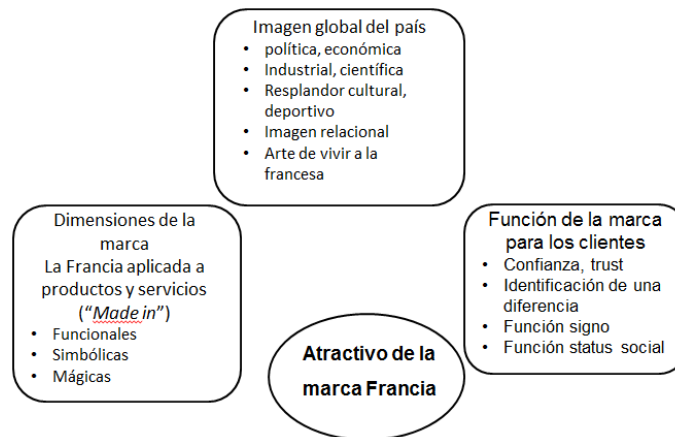 Imagen global del país
• política, económica
• Industrial, científica
• Resplandor cultural,
deportivo
• Imagen relacional
• Arte de vivir a la
francesa
Dimensiones de la
marca
La Francia aplicada a
productos y servicios
(“Made in”)
• Funcionales
• Simbólicas
• Mágicas
Función de la marca
para los clientes
• Confianza, trust
• Identificación de una
diferencia
• Función signo
• Función status social
Atractivo de la
marca Francia